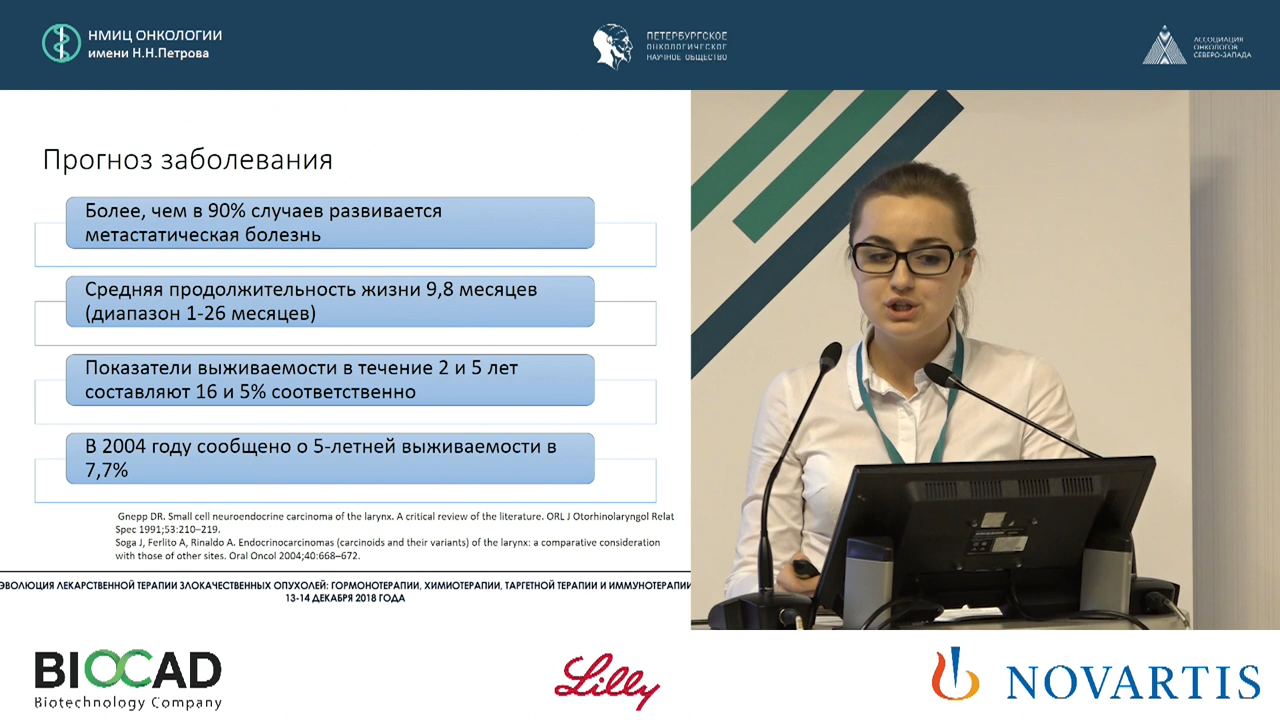 НМИЦ ОНКОЛОГИИ
имени Н.Н.Петрова
ПЕТЕРБУРГСКОЕ
ОНКОЛОГИЧЕСКОЕ
НАУЧНОЕ ОБЩЕСТВО
АССОЦИАЦИЯ
ОНКОЛОГОВ
СЕВЕРО-ЗАПАДА
Прогноз заболевания
Более, чем в 90% случаев развивается
метастатическая болезнь
Средняя продолжительность жизни 9,8 месяцев
(диапазон 1-26 месяцев)
Показатели выживаемости в течение 2 и 5 лет
составляют 16 и 5% соответственно
В 2004 году сообщено о 5-летней выживаемости в
7,7%
Gnepp DR. Small cell neuroendocrine carcinoma of the larynx. A critical review of the literature. ORL J Otorhinolaryngol Relat
Spec 1991;53:210–219.
Soga J, Ferlito A, Rinaldo A. Endocrinocarcinomas (carcinoids and their variants) of the larynx: a comparative consideration
with those of other sites. Oral Oncol 2004;40:668–672.
ЭВОЛЮЦИЯ ЛЕКАРСТВЕННОЙ ТЕРАПИИ ЗЛОКАЧЕСТВЕННЫХ ОПУХОЛЕЙ: ГОРМОНОТЕРАПИИ, ХИМИОТЕРАПИИ, ТАРГЕТНОЙ ТЕРАПИИ И ИММУНОТЕРАПИИ
13-14 ДЕКАБРЯ 2018 ГОДА
BIOCAD
Biotechnology Company
Lilly
NOVARTIS